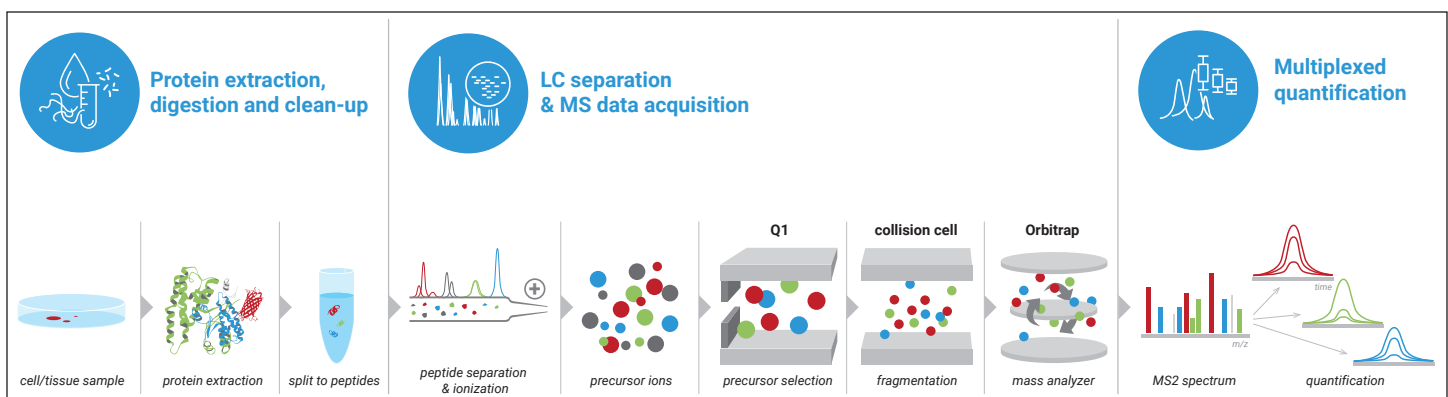 Protein extraction,
digestion and clean-up
LC separation
& MS data acquisition
Multiplexed
quantification
Q1
collision cell
Orbitrap
time
m/z
cell/tissue sample
protein extraction
split to peptides
peptide separation
& ionization
precursor ions
precursor selection
fragmentation
mass analyzer
MS2 spectrum
quantification